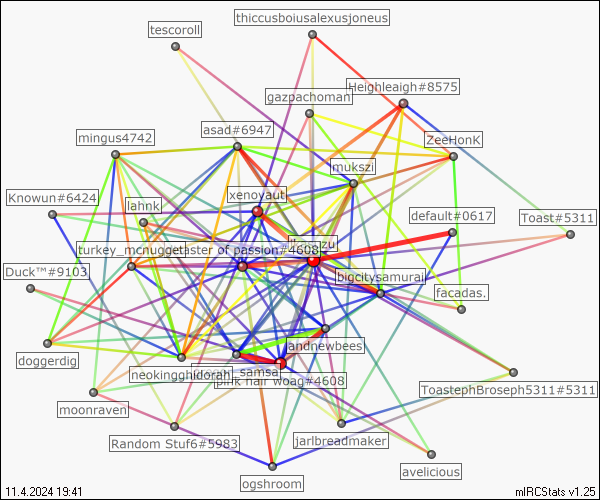 thiccusboiusalexusjoneus
tescoroll
Heighleaigh#8575
gazpachoman
asad#6947
mingus4742
ZeeHonK
mukszi
xenoyaut
Knowun#6424
lahnk
default#0617
Toast#5311
turkey_mcnugget
taster of passion.#4608
Duck™#9103
bigcitysamurai
facadas.
andnewbees
doggerdig
neokingghidorah
_samsa
pink hair woag#4608
ToastephBroseph5311#5311
moonraven
Random Stuf6#5983
jarlbreadmaker
avelicious
ogshroom
11.4.2024 19:41
mIRCStats v1.25